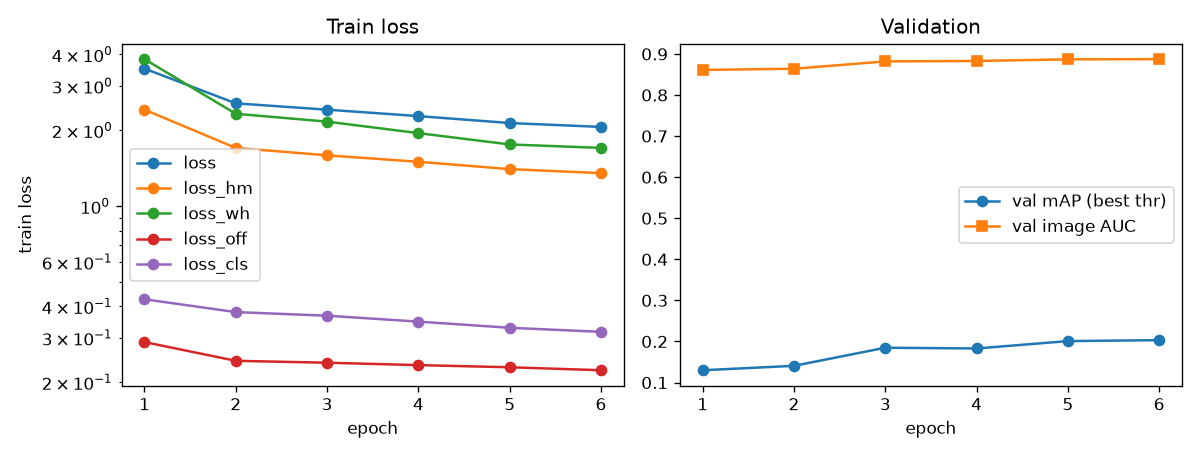 Train loss
4 × 10⁰
3 × 10⁰
2 × 10⁰
10⁰
6 × 10⁻¹
4 × 10⁻¹
3 × 10⁻¹
2 × 10⁻¹
train loss
loss
loss_hm
loss_wh
loss_off
loss_cls
1 2 3 4 5 6
epoch
Validation
0.9
0.8
0.7
0.6
0.5
0.4
0.3
0.2
0.1
val mAP (best thr)
val image AUC
1 2 3 4 5 6
epoch